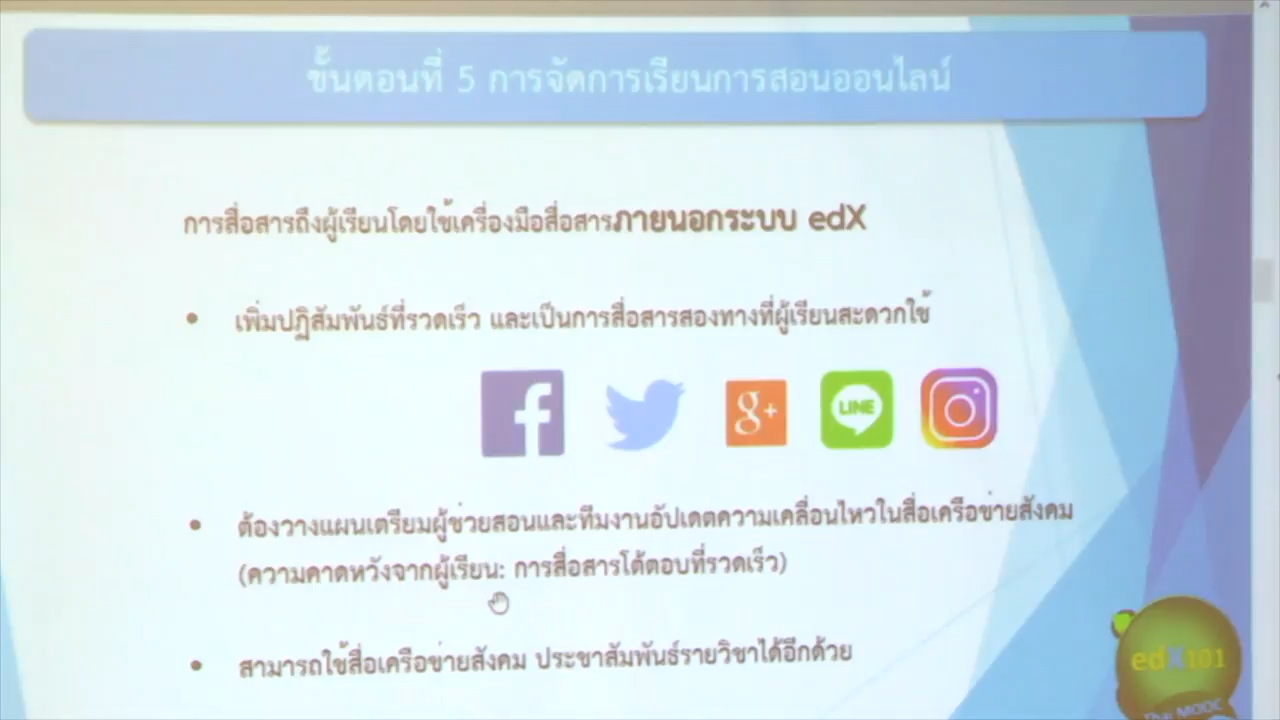 ขั้นตอนที่ 5 การจัดการเรียนการสอนออนไลน์
การสื่อสารถึงผู้เรียนโดยใช้เครื่องมือสื่อสารภายนอกระบบ edX
• เพิ่มปฏิสัมพันธ์ที่รวดเร็ว และเป็นการสื่อสารสองทางที่ผู้เรียนสะดวกใช้
f g+ LINE
• ต้องวางแผนเตรียมผู้ช่วยสอนและทีมงานอัปเดตความเคลื่อนไหวในสื่อเครือข่ายสังคม
(ความคาดหวังจากผู้เรียน: การสื่อสารโต้ตอบที่รวดเร็ว)
• สามารถใช้สื่อเครือข่ายสังคม ประชาสัมพันธ์รายวิชาได้อีกด้วย
edX101
MOOC